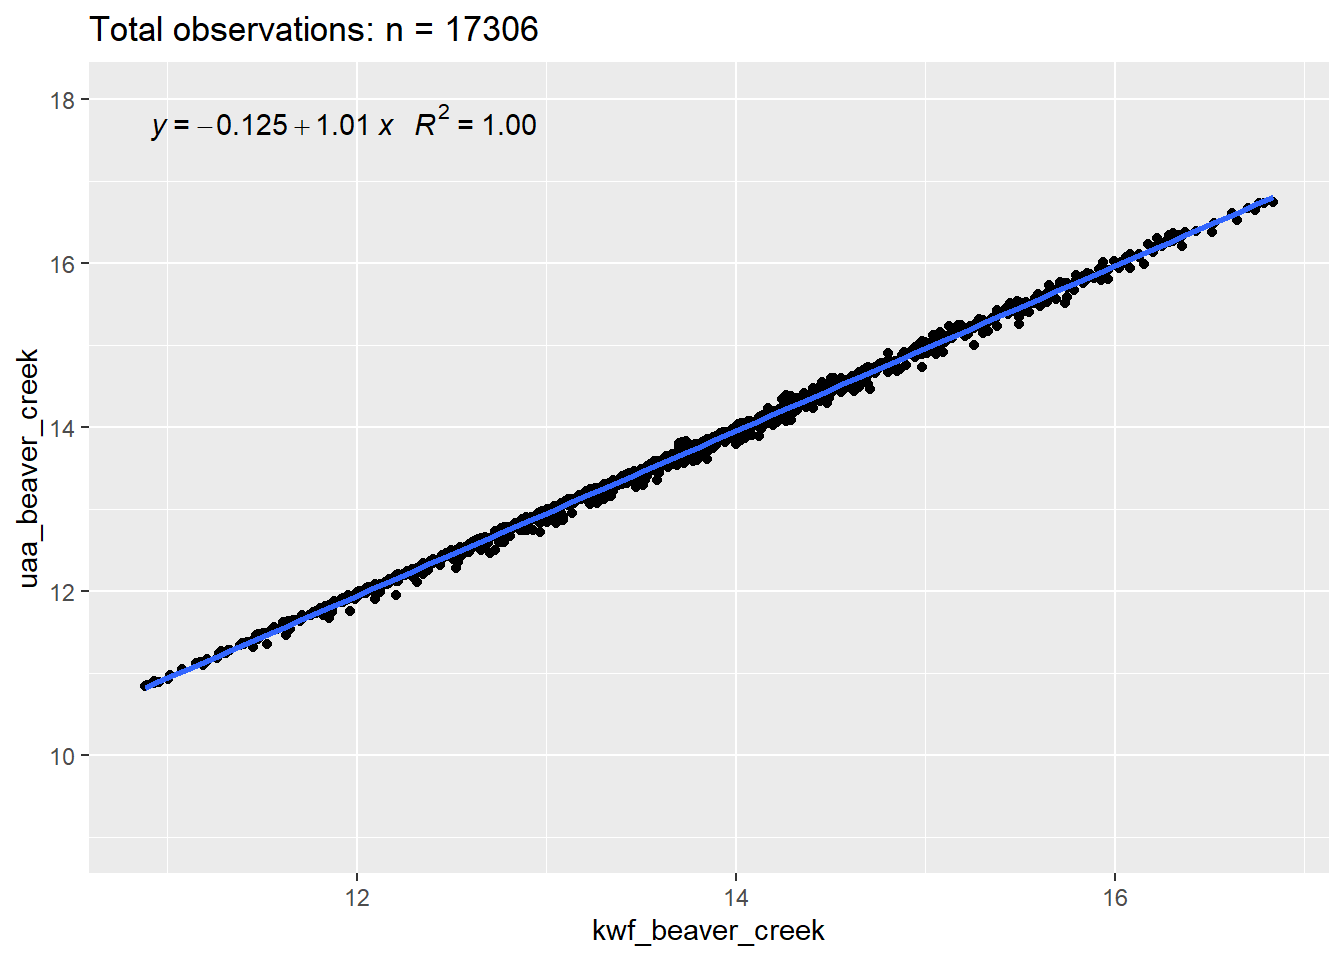 Total observations: n = 17306
y = −0.125 + 1.01 x R² = 1.00
18
16
14
12
10
uaa_beaver_creek
12 14 16
kwf_beaver_creek